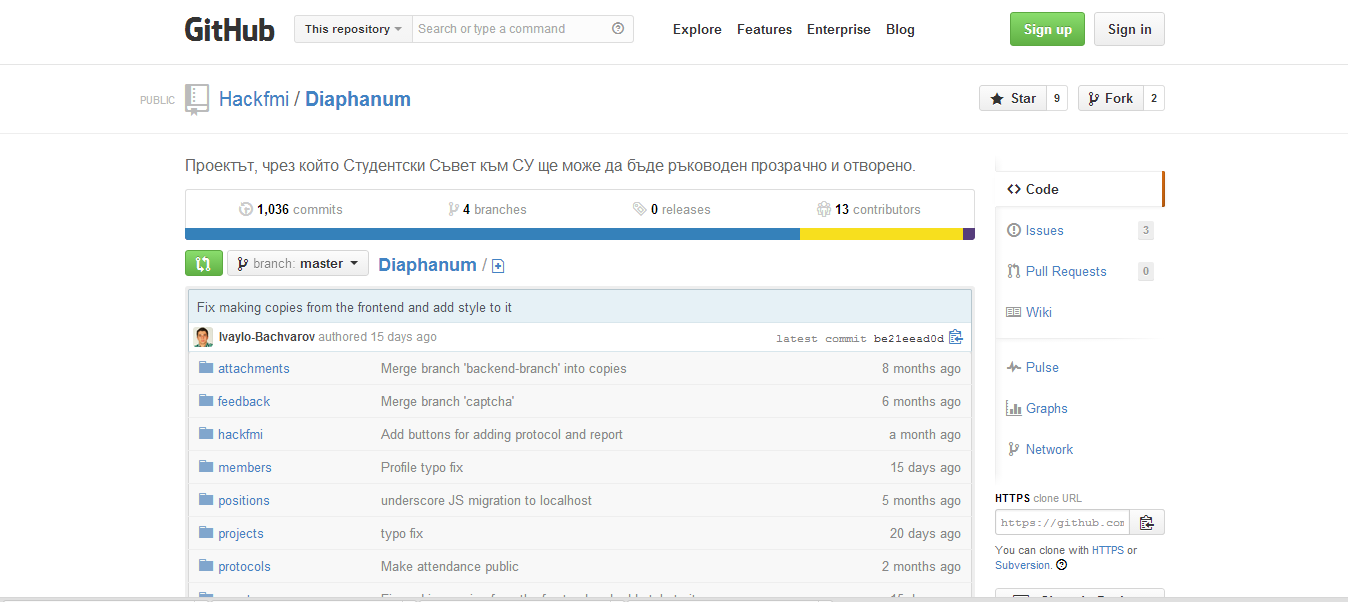 GitHub This repository Search or type a command Explore Features Enterprise Blog Sign up Sign in
PUBLIC Hackfmi / Diaphanum Star 9 Fork 2
Проектът, чрез който Студентски Съвет към СУ ще може да бъде ръководен прозрачно и отворено.
1,036 commits 4 branches 0 releases 13 contributors
branch: master Diaphanum /
Fix making copies from the frontend and add style to it
Ivaylo-Bachvarov authored 15 days ago latest commit be21eead0d
attachments Merge branch 'backend-branch' into copies 8 months ago
feedback Merge branch 'captcha' 6 months ago
hackfmi Add buttons for adding protocol and report a month ago
members Profile typo fix 15 days ago
positions underscore JS migration to localhost 5 months ago
projects typo fix 20 days ago
protocols Make attendance public 2 months ago
Code
Issues 3
Pull Requests 0
Wiki
Pulse
Graphs
Network
HTTPS clone URL
https://github.com
You can clone with HTTPS or
Subversion.